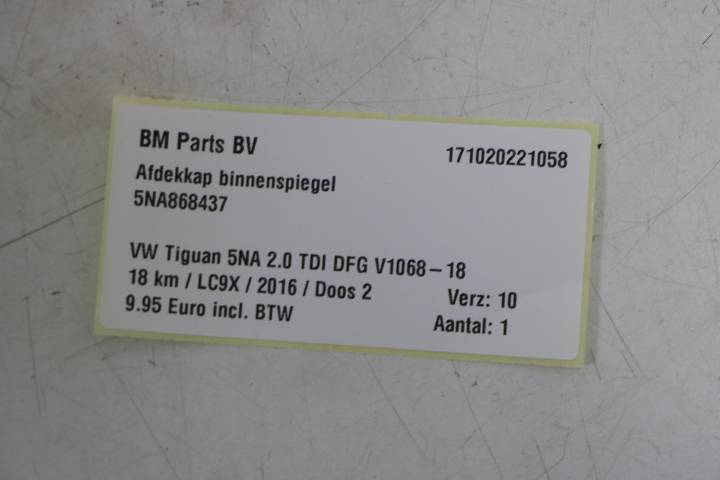 BM Parts BV 171020221058
Afdekkap binnenspiegel
5NA868437
VW Tiguan 5NA 2.0 TDI DFG V1068-18
18 km / LC9X / 2016 / Doos 2 Verz: 10
9.95 Euro incl. BTW Aantal: 1